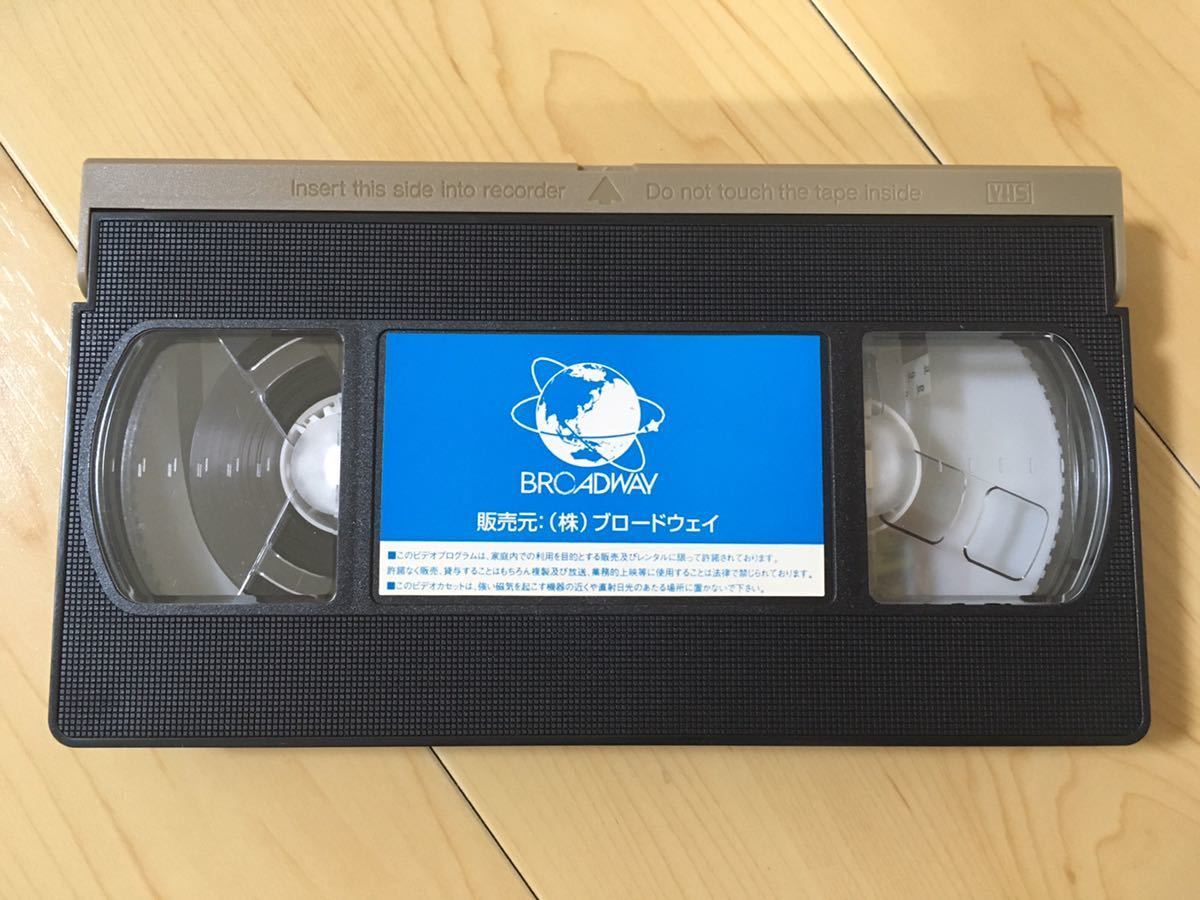 Insert this side into recorder
Do not touch the tape inside
VHS
BROADWAY
販売元:(株)ブロードウェイ
■このビデオプログラムは、家庭内での利用を目的とする販売及びレンタルに限って許諾されております。
許諾なく販売、貸与することはもちろん複製及び放送、業務的上映等に使用することは法律で禁じられております。
■このビデオカセットは、強い磁気を起こす機器の近くや直射日光のあたる場所に置かないで下さい。